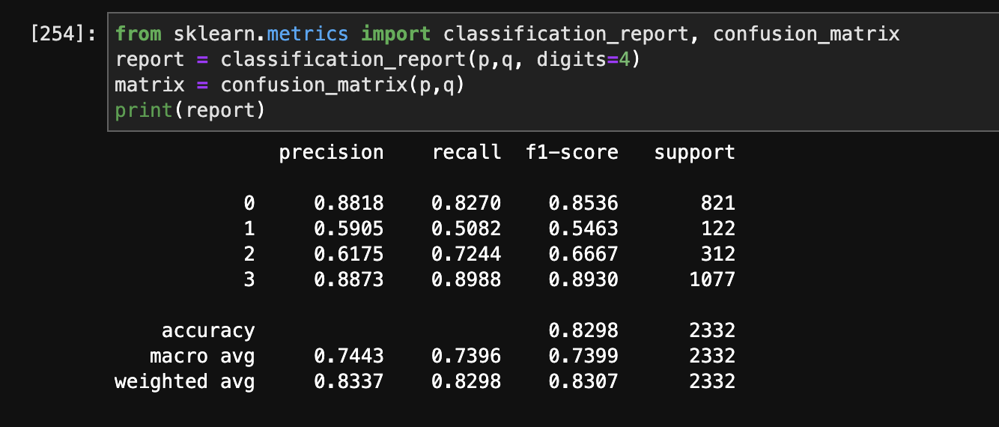 [254]: from sklearn.metrics import classification_report, confusion_matrix
report = classification_report(p,q, digits=4)
matrix = confusion_matrix(p,q)
print(report)
precision recall f1-score support
0 0.8818 0.8270 0.8536 821
1 0.5905 0.5082 0.5463 122
2 0.6175 0.7244 0.6667 312
3 0.8873 0.8988 0.8930 1077
accuracy 0.8298 2332
macro avg 0.7443 0.7396 0.7399 2332
weighted avg 0.8337 0.8298 0.8307 2332